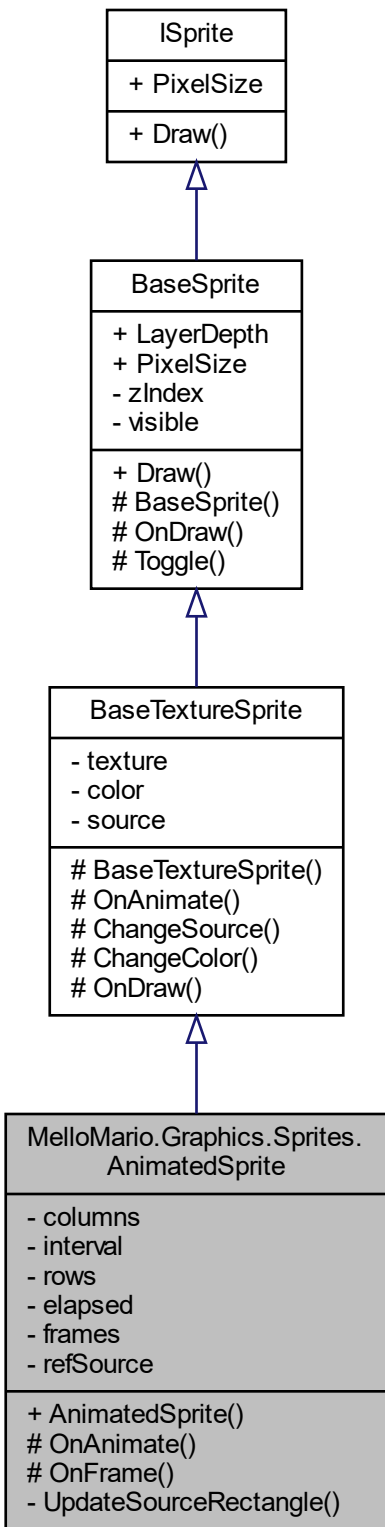 ISprite
+ PixelSize
+ Draw()
BaseSprite
+ LayerDepth
+ PixelSize
- zIndex
- visible
+ Draw()
# BaseSprite()
# OnDraw()
# Toggle()
BaseTextureSprite
- texture
- color
- source
# BaseTextureSprite()
# OnAnimate()
# ChangeSource()
# ChangeColor()
# OnDraw()
MelloMario.Graphics.Sprites.
AnimatedSprite
- columns
- interval
- rows
- elapsed
- frames
- refSource
+ AnimatedSprite()
# OnAnimate()
# OnFrame()
- UpdateSourceRectangle()